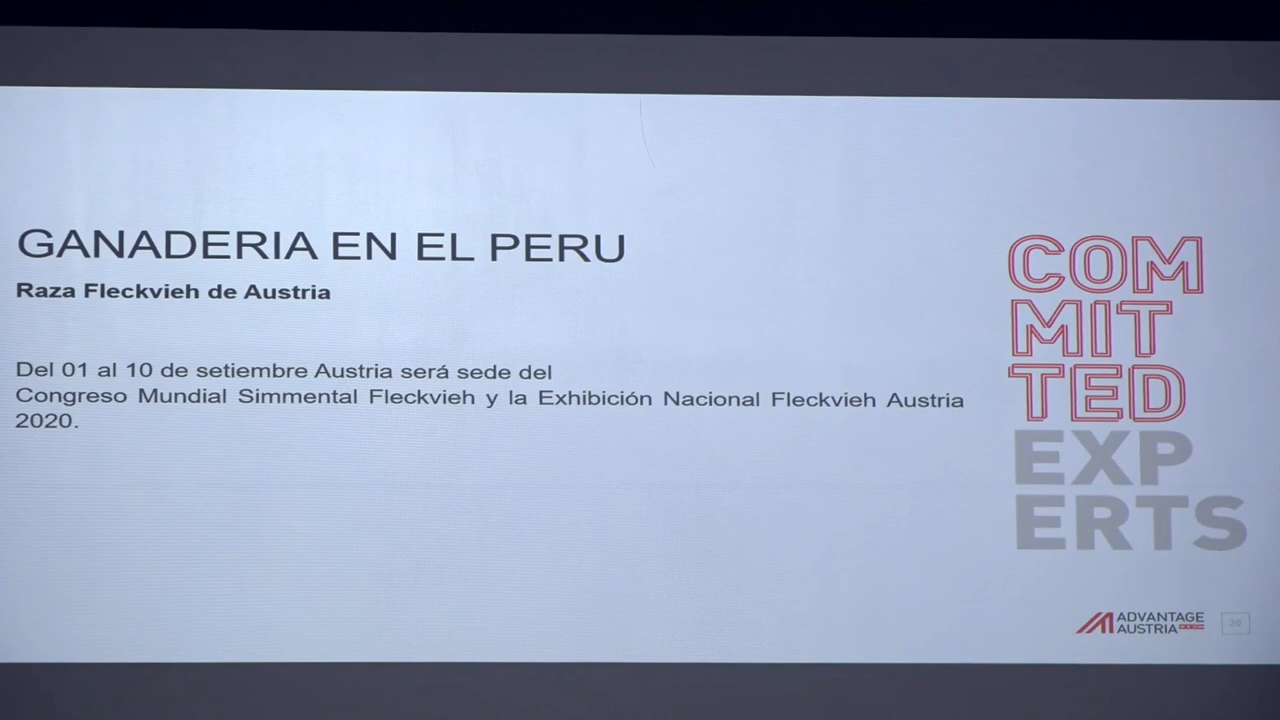 GANADERIA EN EL PERU
Raza Fleckvieh de Austria
Del 01 al 10 de setiembre Austria será sede del
Congreso Mundial Simmental Fleckvieh y la Exhibición Nacional Fleckvieh Austria
2020.
COM
MIT
TED
EXP
ERTS
ADVANTAGE
AUSTRIA
20